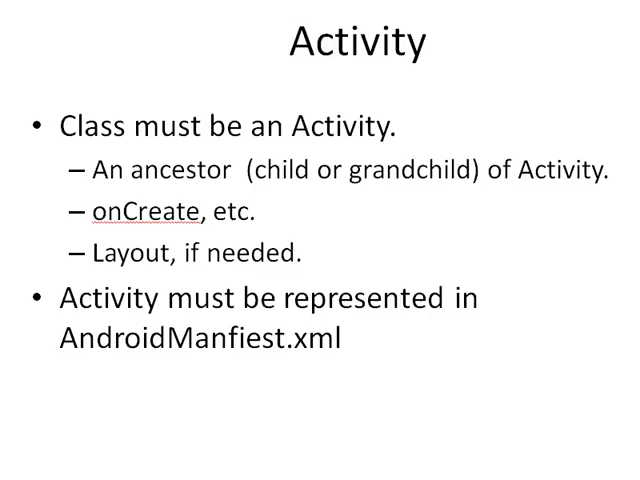 Activity
• Class must be an Activity.
– An ancestor (child or grandchild) of Activity.
– onCreate, etc.
– Layout, if needed.
• Activity must be represented in
AndroidManfiest.xml